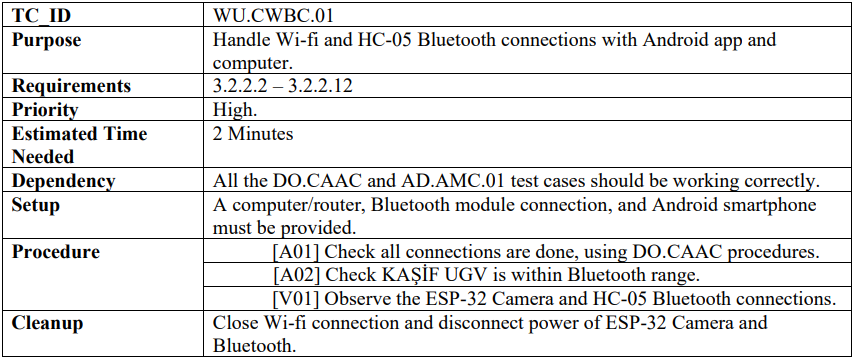 TC_ID WU.CWBC.01
Purpose Handle Wi-fi and HC-05 Bluetooth connections with Android app and
computer.
Requirements 3.2.2.2 – 3.2.2.12
Priority High.
Estimated Time 2 Minutes
Needed
Dependency All the DO.CAAC and AD.AMC.01 test cases should be working correctly.
Setup A computer/router, Bluetooth module connection, and Android smartphone
must be provided.
Procedure [A01] Check all connections are done, using DO.CAAC procedures.
[A02] Check KAŞİF UGV is within Bluetooth range.
[V01] Observe the ESP-32 Camera and HC-05 Bluetooth connections.
Cleanup Close Wi-fi connection and disconnect power of ESP-32 Camera and
Bluetooth.